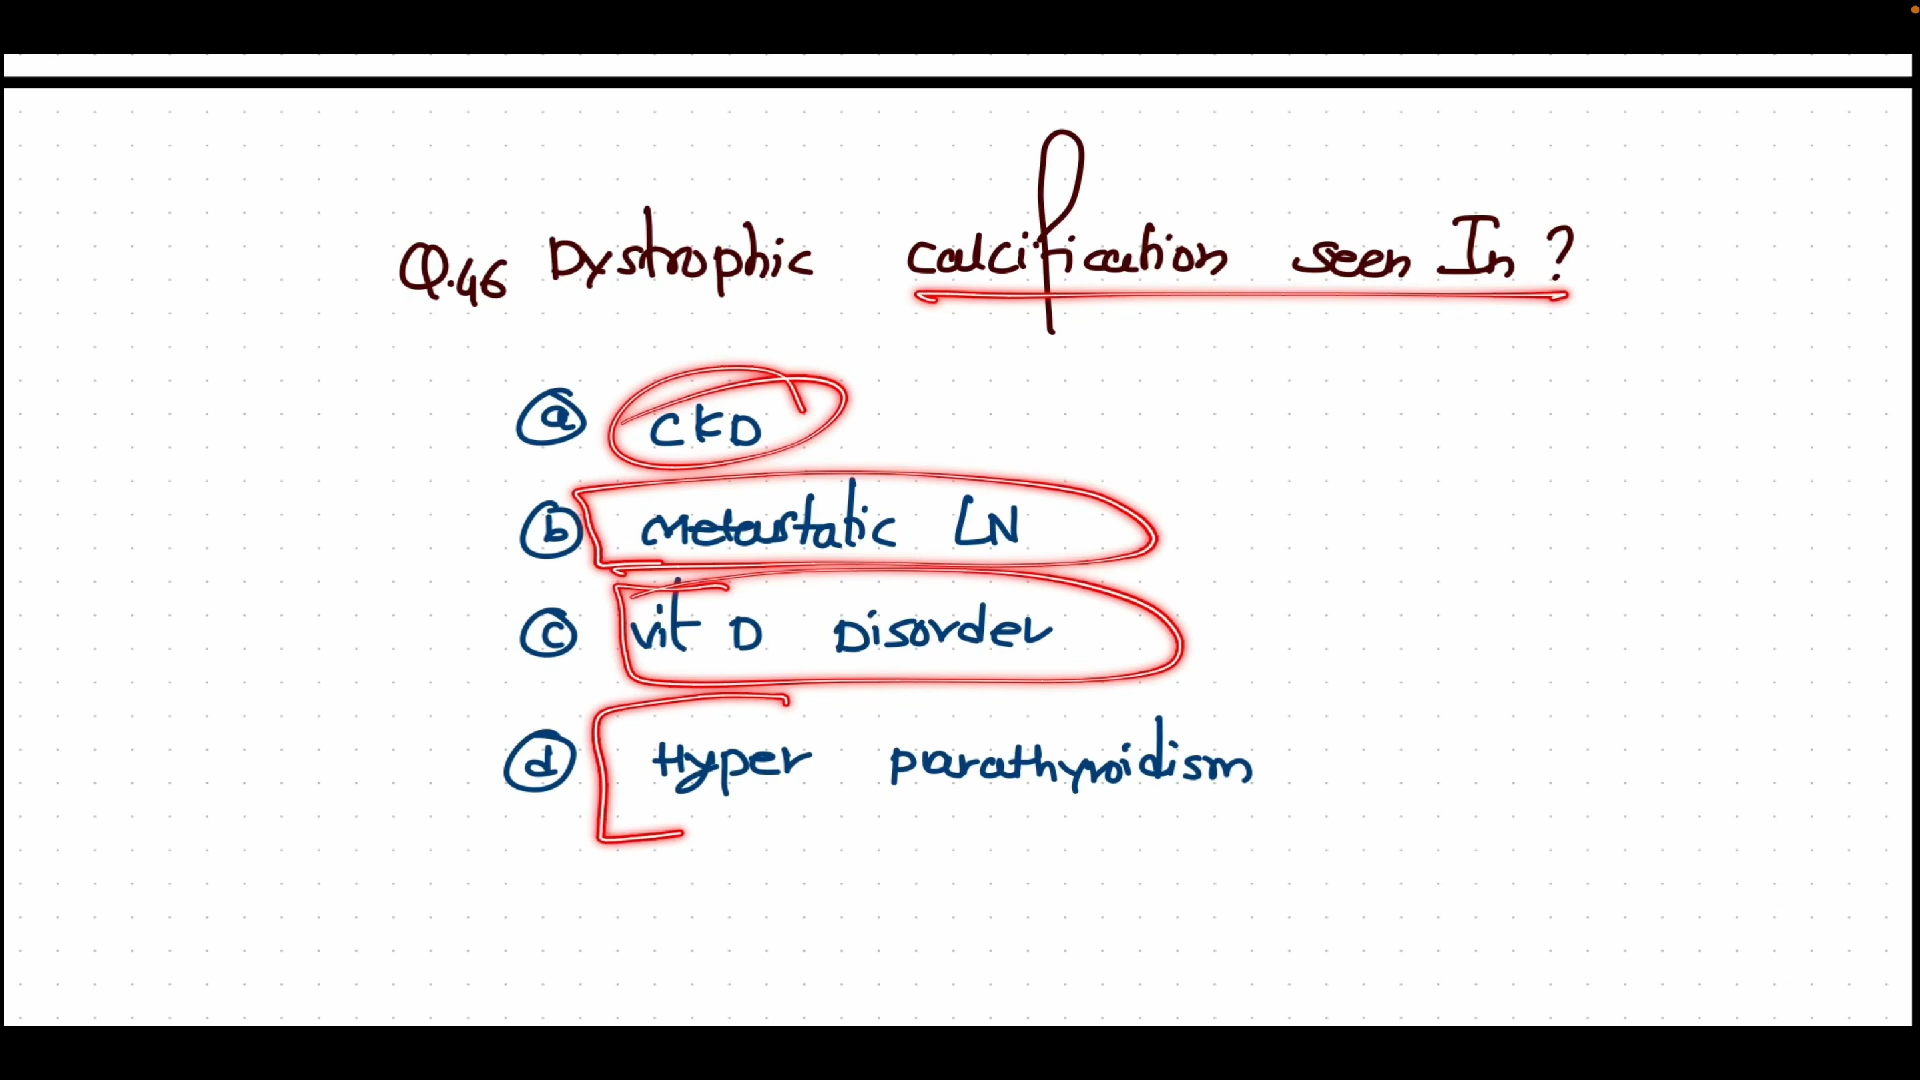 Q.46 Dystrophic calcification seen In ?
a CKD
b Metastatic LN
c vit D Disorder
d Hyper parathyroidism